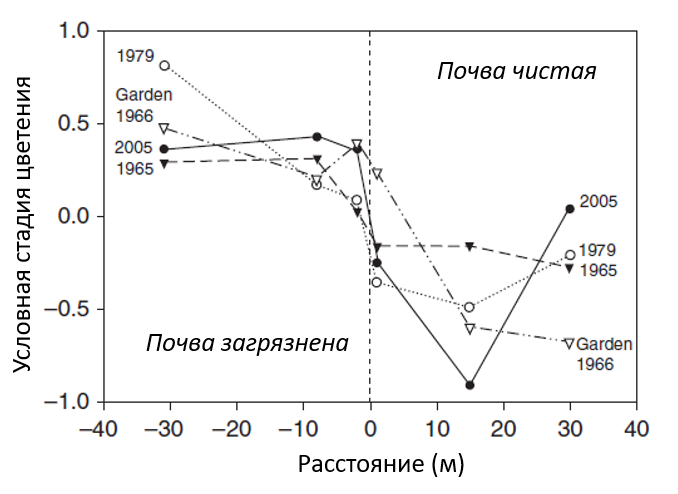 1.0
0.5
0.0
−0.5
−1.0
Условная стадия цветения
1979
Garden
1966
2005
1965
Почва чистая
Почва загрязнена
2005
1979
1965
Garden
1966
−40 −30 −20 −10 0 10 20 30 40
Расстояние (м)